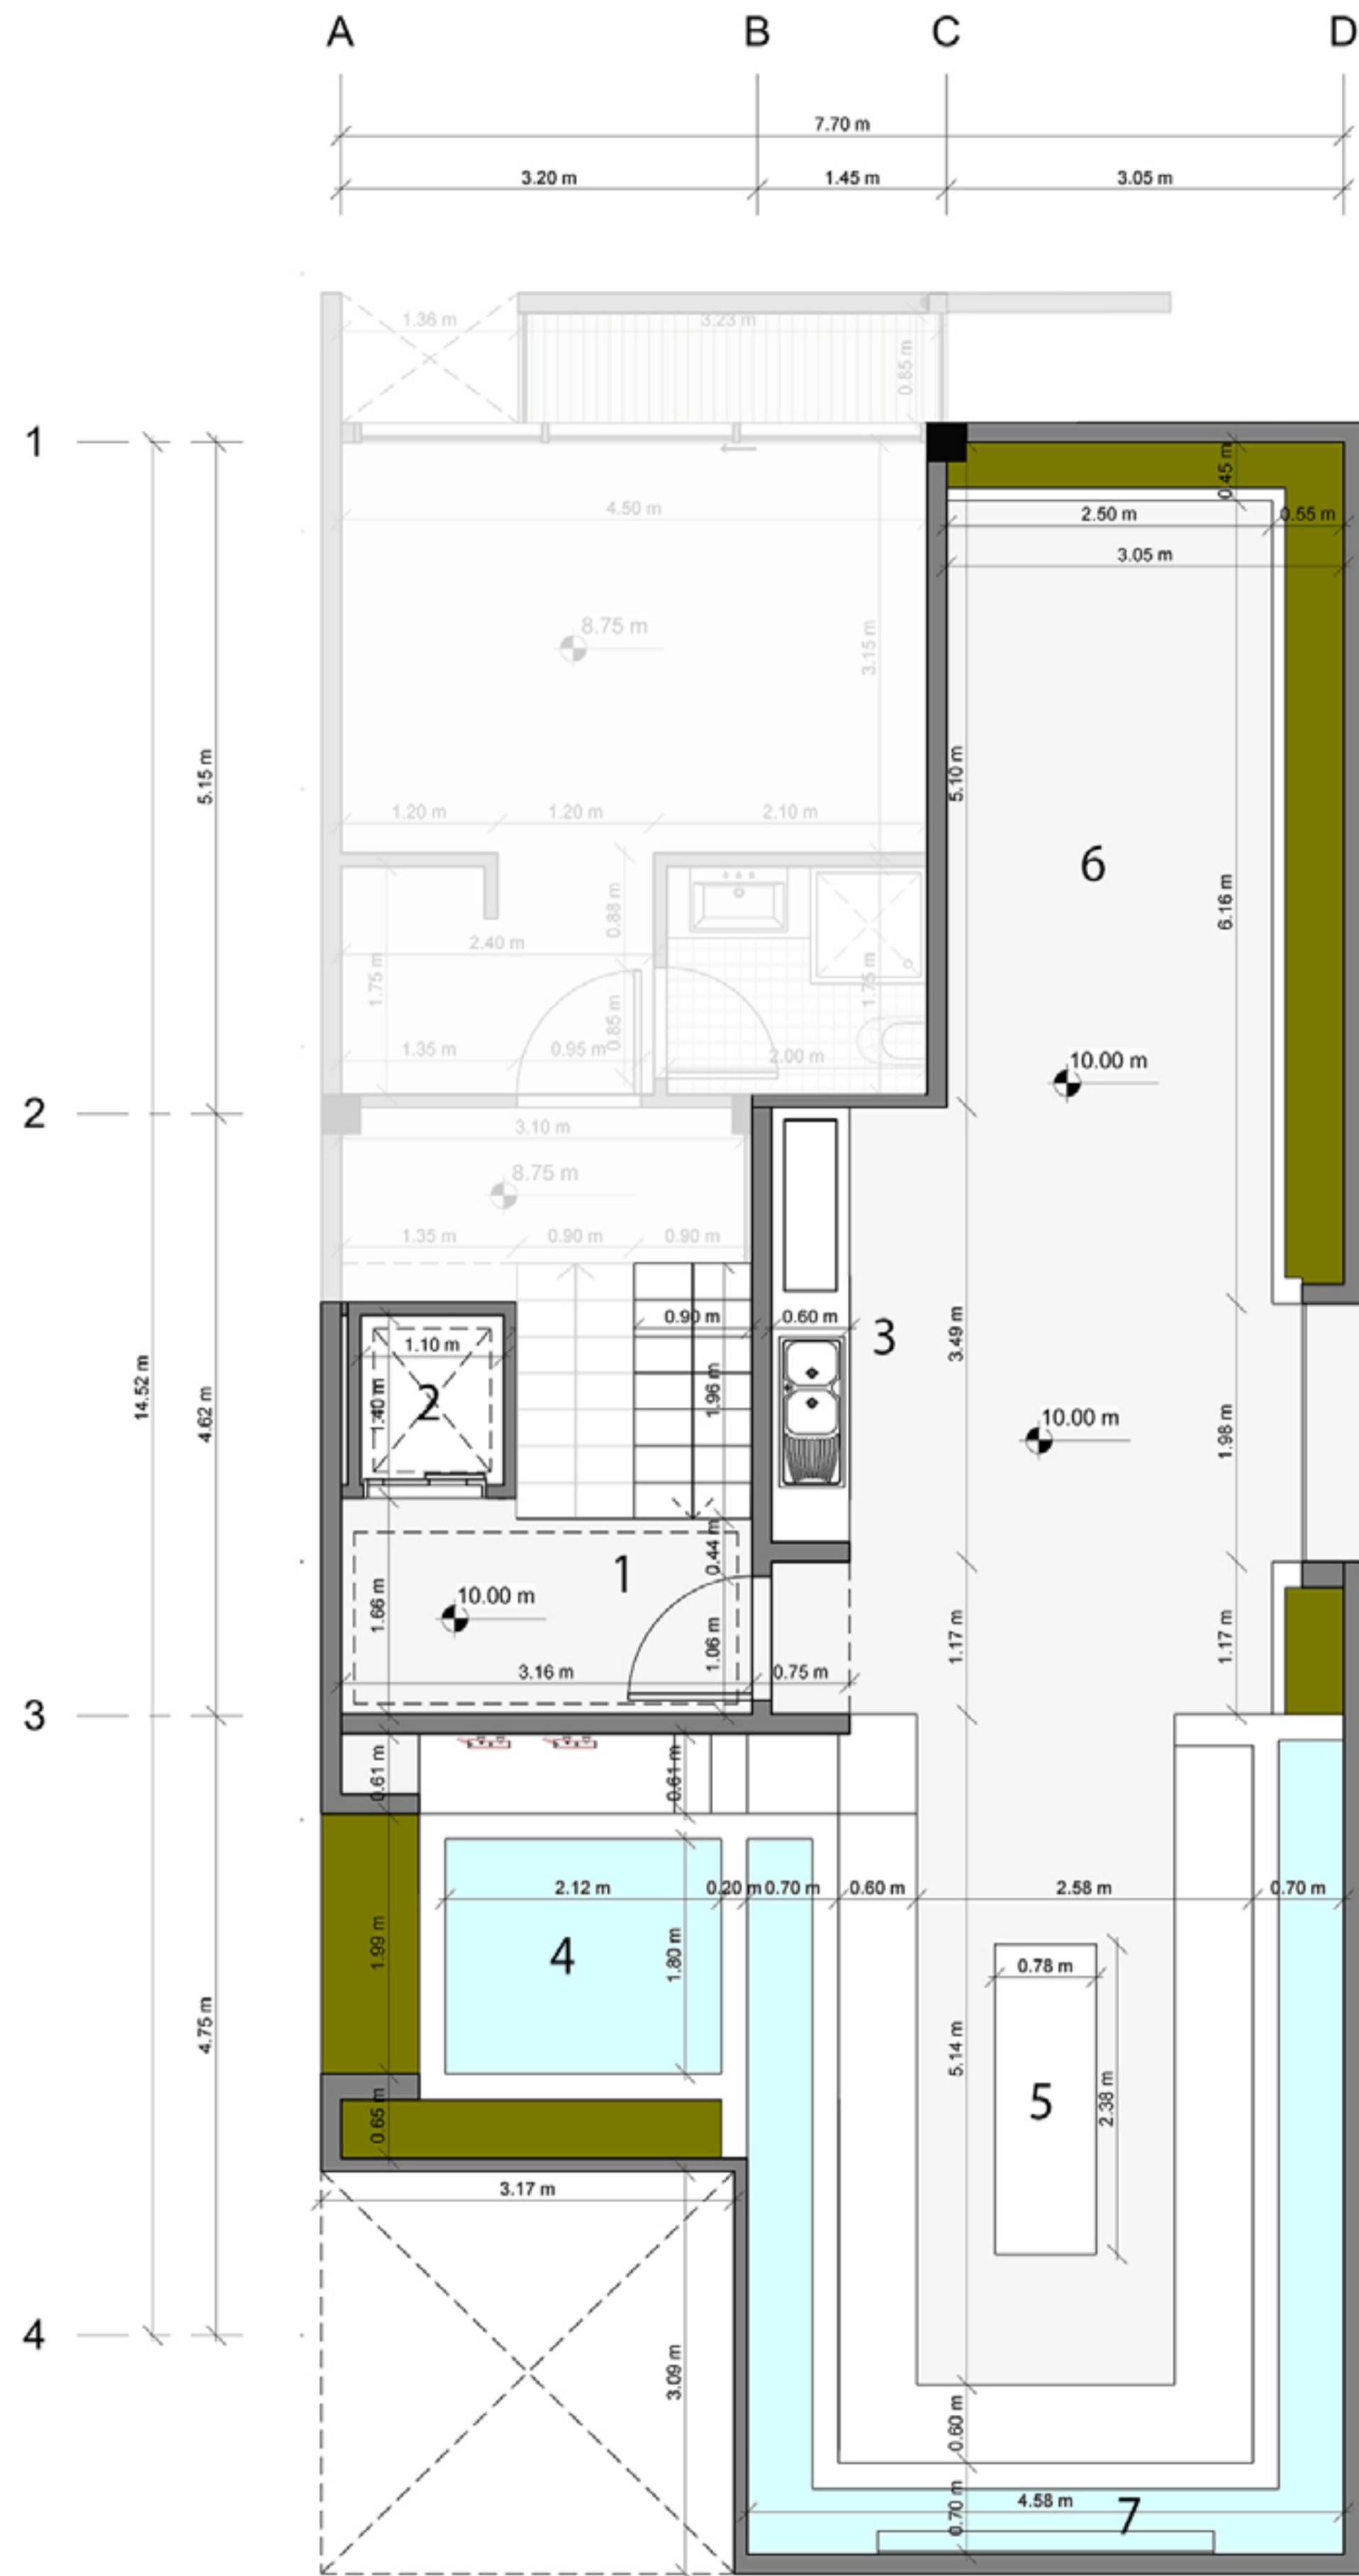 A B C D
7.70 m
3.20 m 1.45 m 3.05 m
1.36 m 3.23 m
0.85 m
1
0.45 m
4.50 m 2.50 m 0.55 m
3.05 m
8.75 m
3.15 m
5.15 m
5.10 m
1.20 m 1.20 m 2.10 m
6
6.16 m
0.88 m
2.40 m
1.75 m 1.75 m
0.85 m
1.35 m 0.95 m 2.00 m
10.00 m
2
3.10 m
8.75 m
1.35 m 0.90 m 0.90 m
0.90 m 0.60 m
3
3.49 m
1.10 m
14.52 m
4.62 m
1.40 m
2
1.96 m
10.00 m
1.98 m
0.44 m
1
10.00 m
1.66 m
1.06 m
1.17 m
1.17 m
3.16 m 0.75 m
3
0.61 m 0.61 m
2.12 m 0.20 m 0.70 m 0.60 m 2.58 m 0.70 m
1.99 m
4
1.80 m
0.78 m
4.75 m
5.14 m
5
2.38 m
0.65 m
3.17 m
4
3.09 m
0.60 m
4.58 m
0.70 m
7